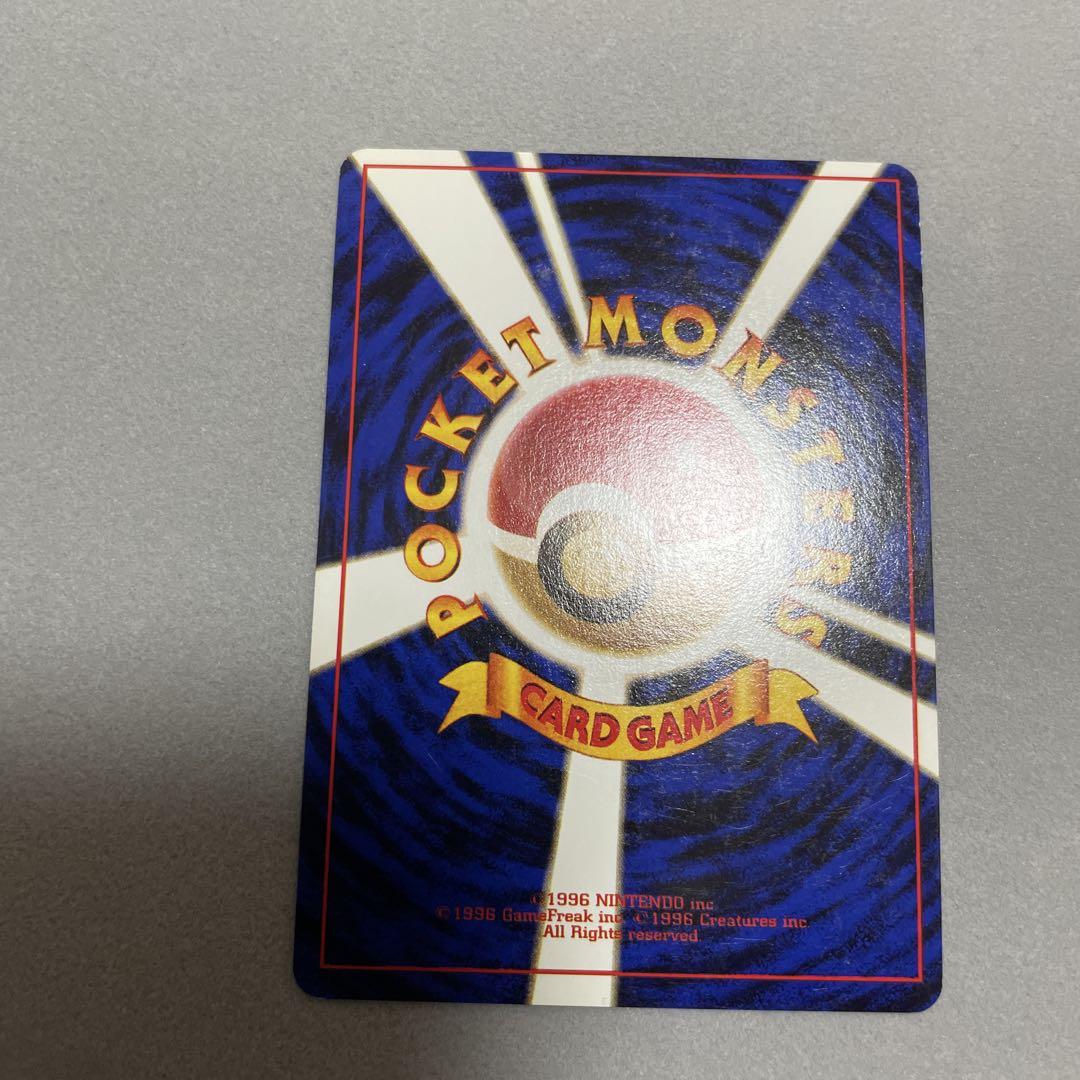 POCKET MONSTERS
CARD GAME
©1996 NINTENDO inc.
©1996 GameFreak inc. ©1996 Creatures inc.
All Rights reserved.